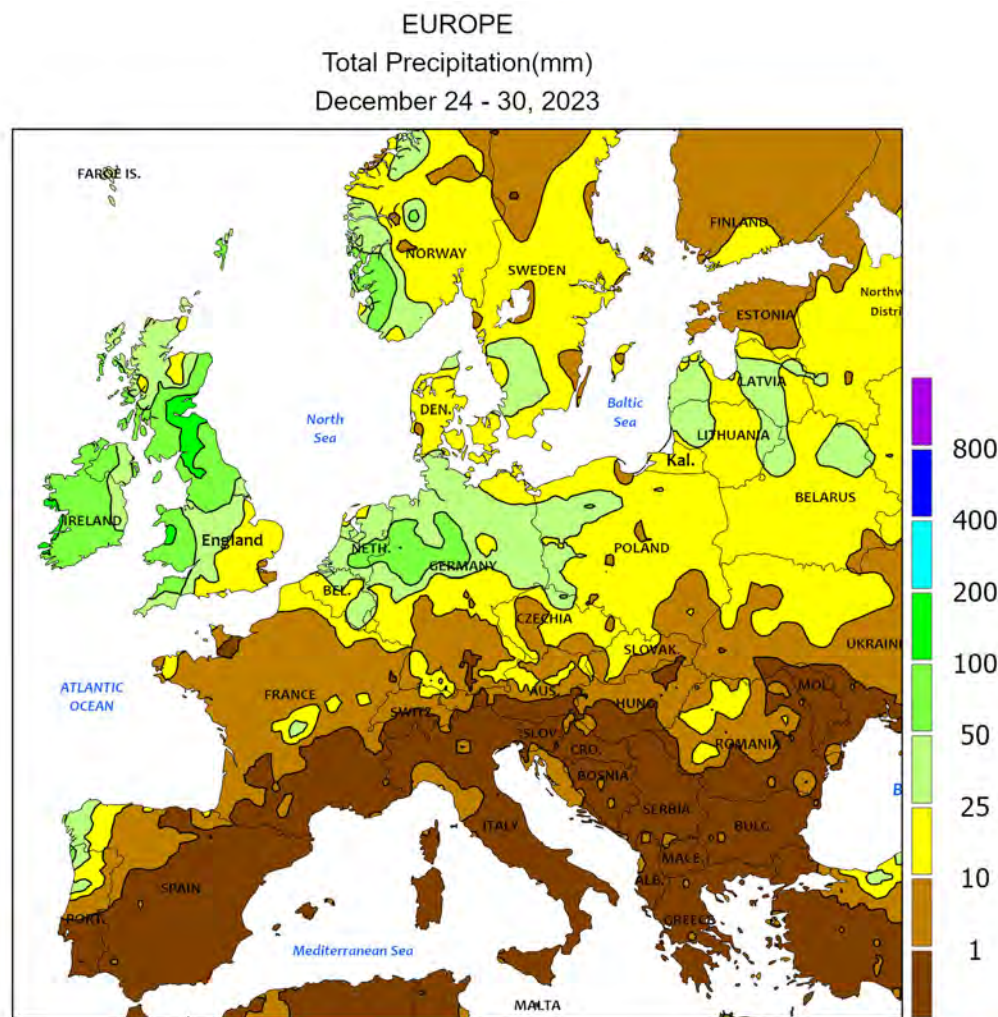 EUROPE
Total Precipitation(mm)
December 24 - 30, 2023
FAROE IS.
FINLAND
NORWAY
SWEDEN
Northw
Distri
ESTONIA
LATVIA
North
Sea
DEN.
Baltic
Sea
LITHUANIA
Kal.
800
BELARUS
IRELAND
England
400
NETH.
GERMANY
POLAND
BEL.
200
CZECHIA
UKRAIN
SLOVAK.
100
ATLANTIC
OCEAN
FRANCE
AUS.
MOL.
HUNG.
SWITZ.
SLOV.
ROMANIA
50
CRO.
BOSNIA
B
25
SERBIA
ITALY
BULG.
MACE.
10
ALB.
SPAIN
PORT.
GREECE
1
Mediterranean Sea
MALTA